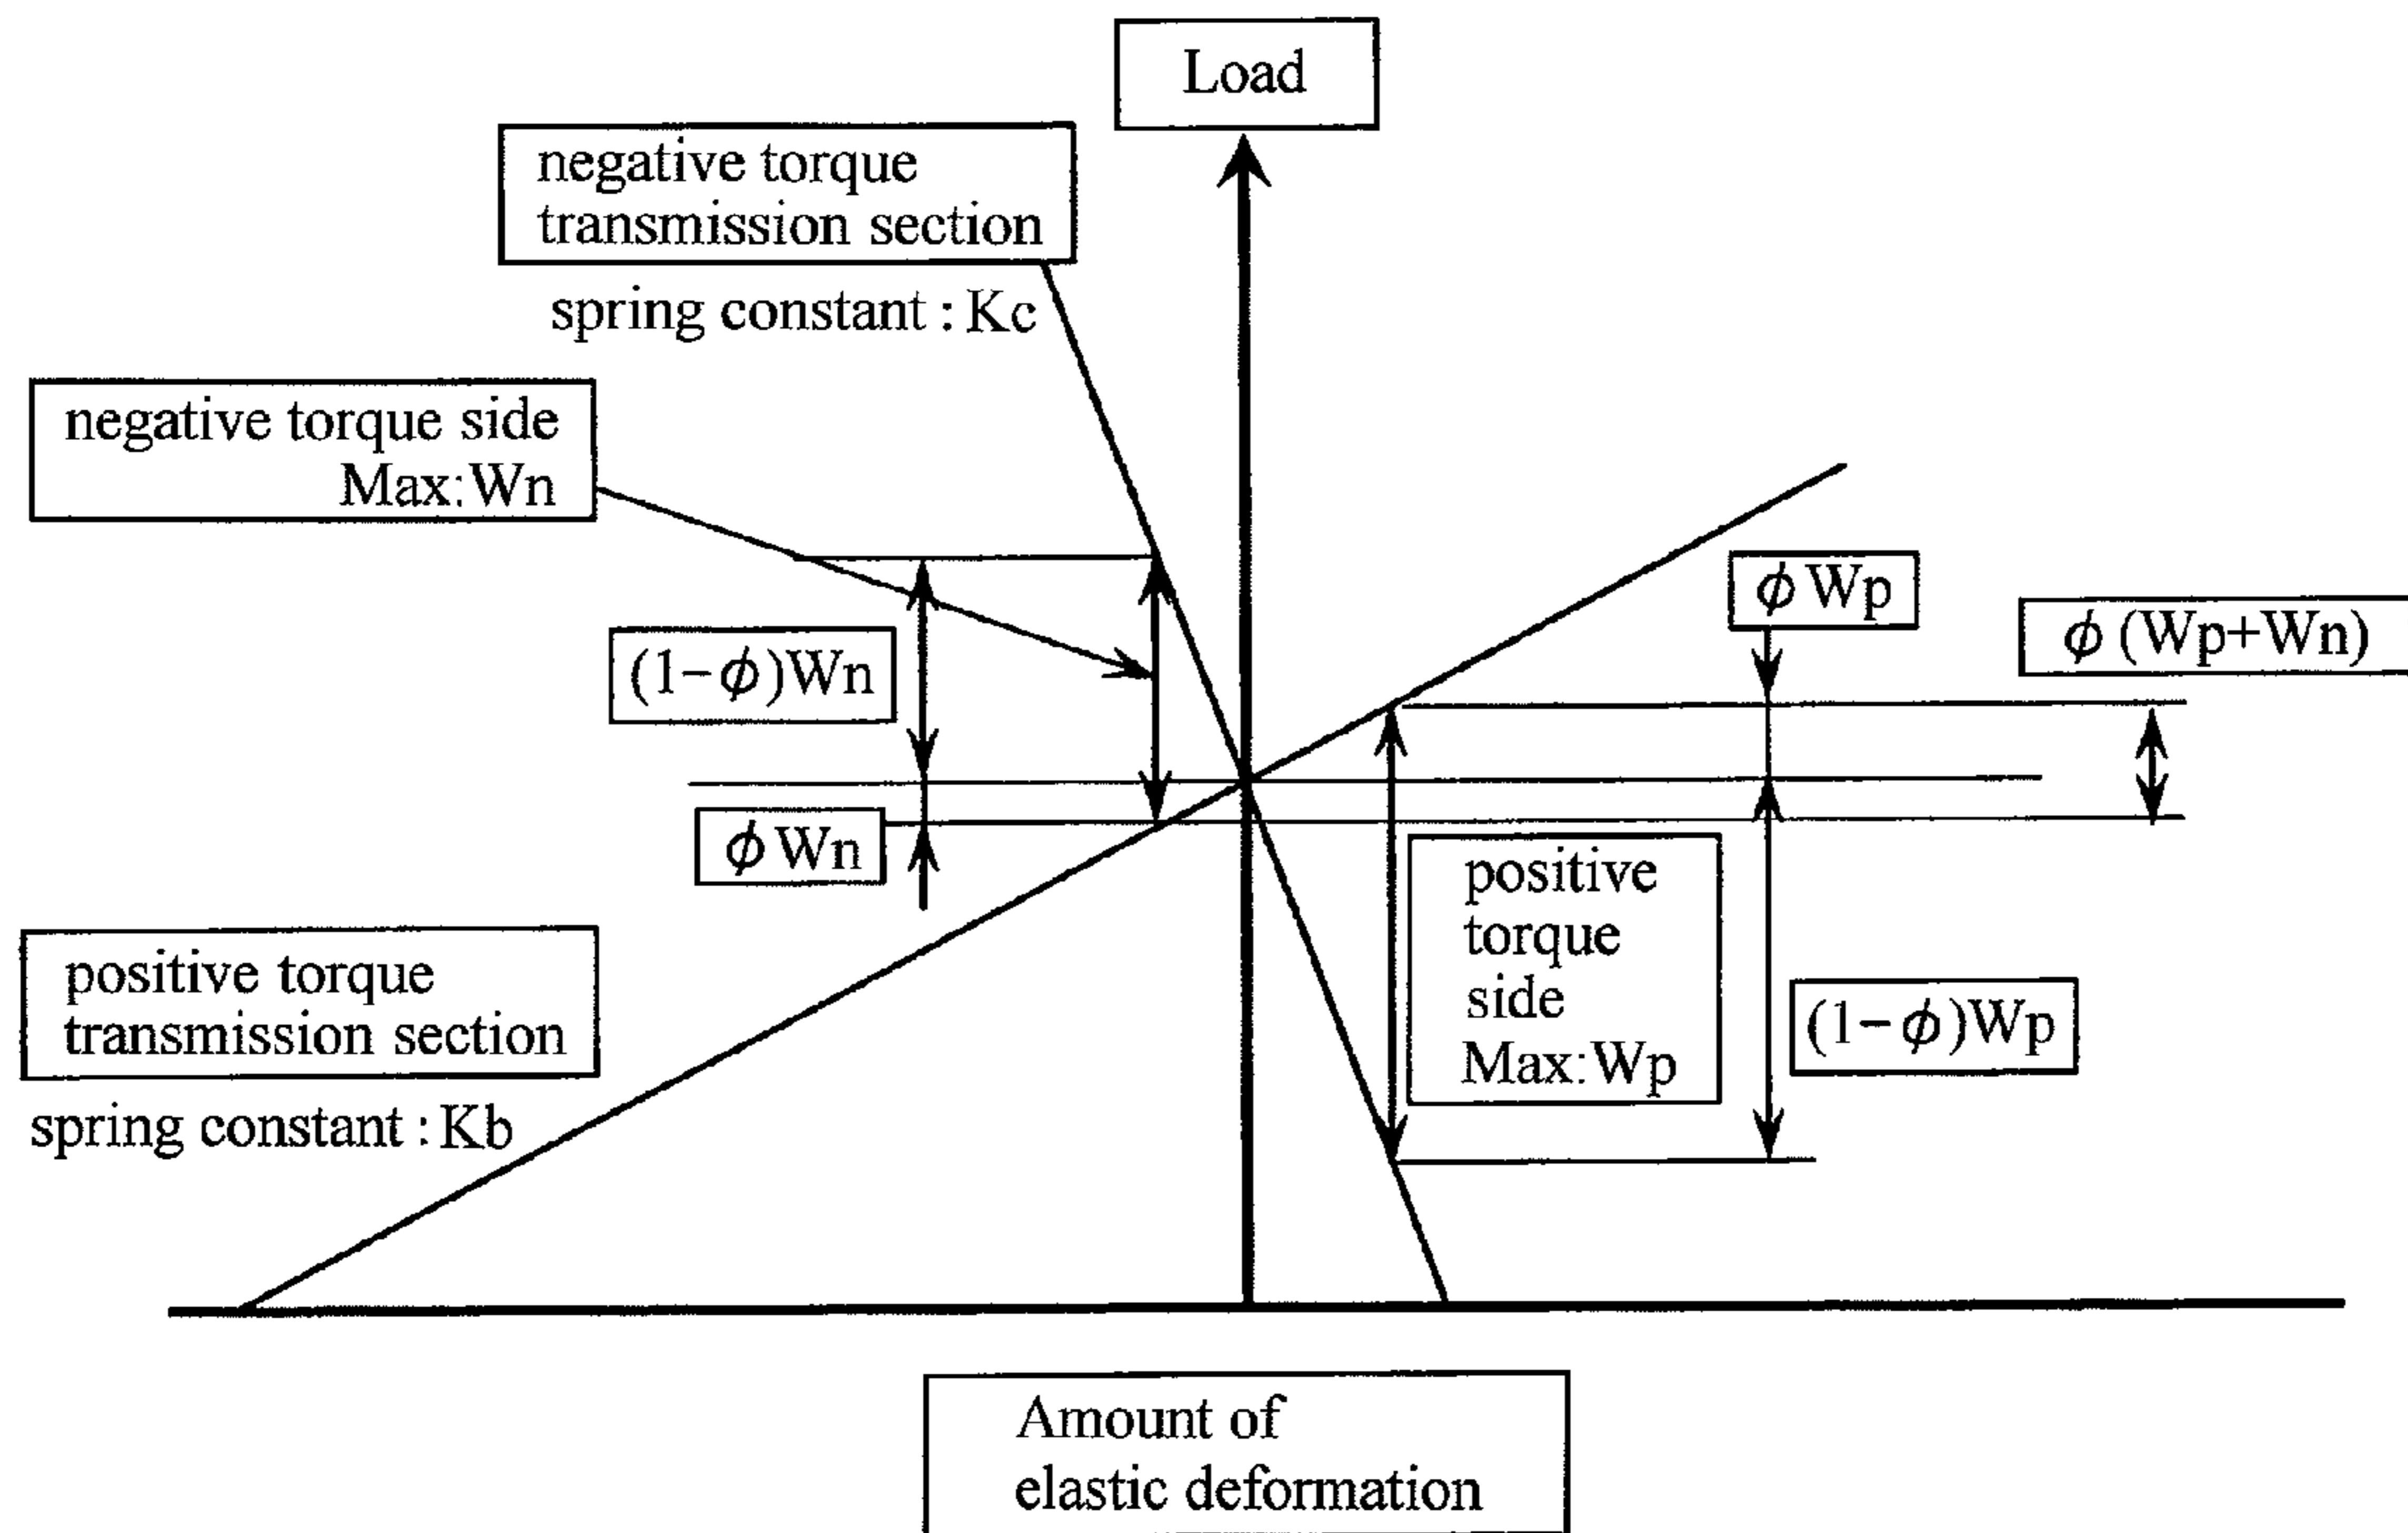 Load
negative torque
transmission section
spring constant : Kc
negative torque side
Max: Wn
(1−ϕ)Wn
ϕ Wn
ϕ Wp
ϕ (Wp+Wn)
positive
torque
side
Max: Wp
(1−ϕ)Wp
positive torque
transmission section
spring constant : Kb
Amount of
elastic deformation